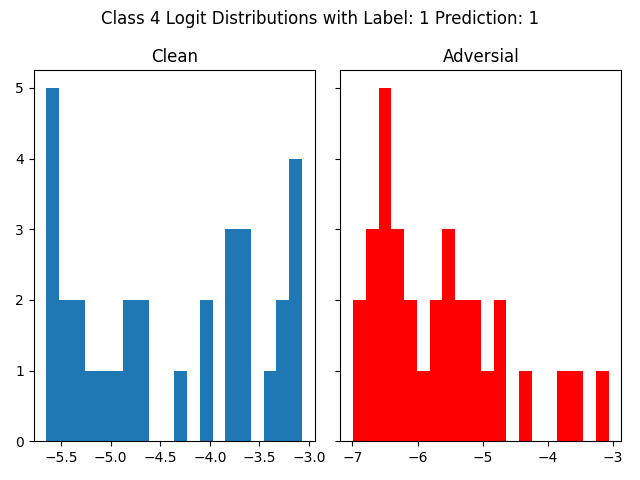 Class 4 Logit Distributions with Label: 1 Prediction: 1
Clean
Adversial
5
4
3
2
1
0
−5.5 −5.0 −4.5 −4.0 −3.5 −3.0
−7 −6 −5 −4 −3